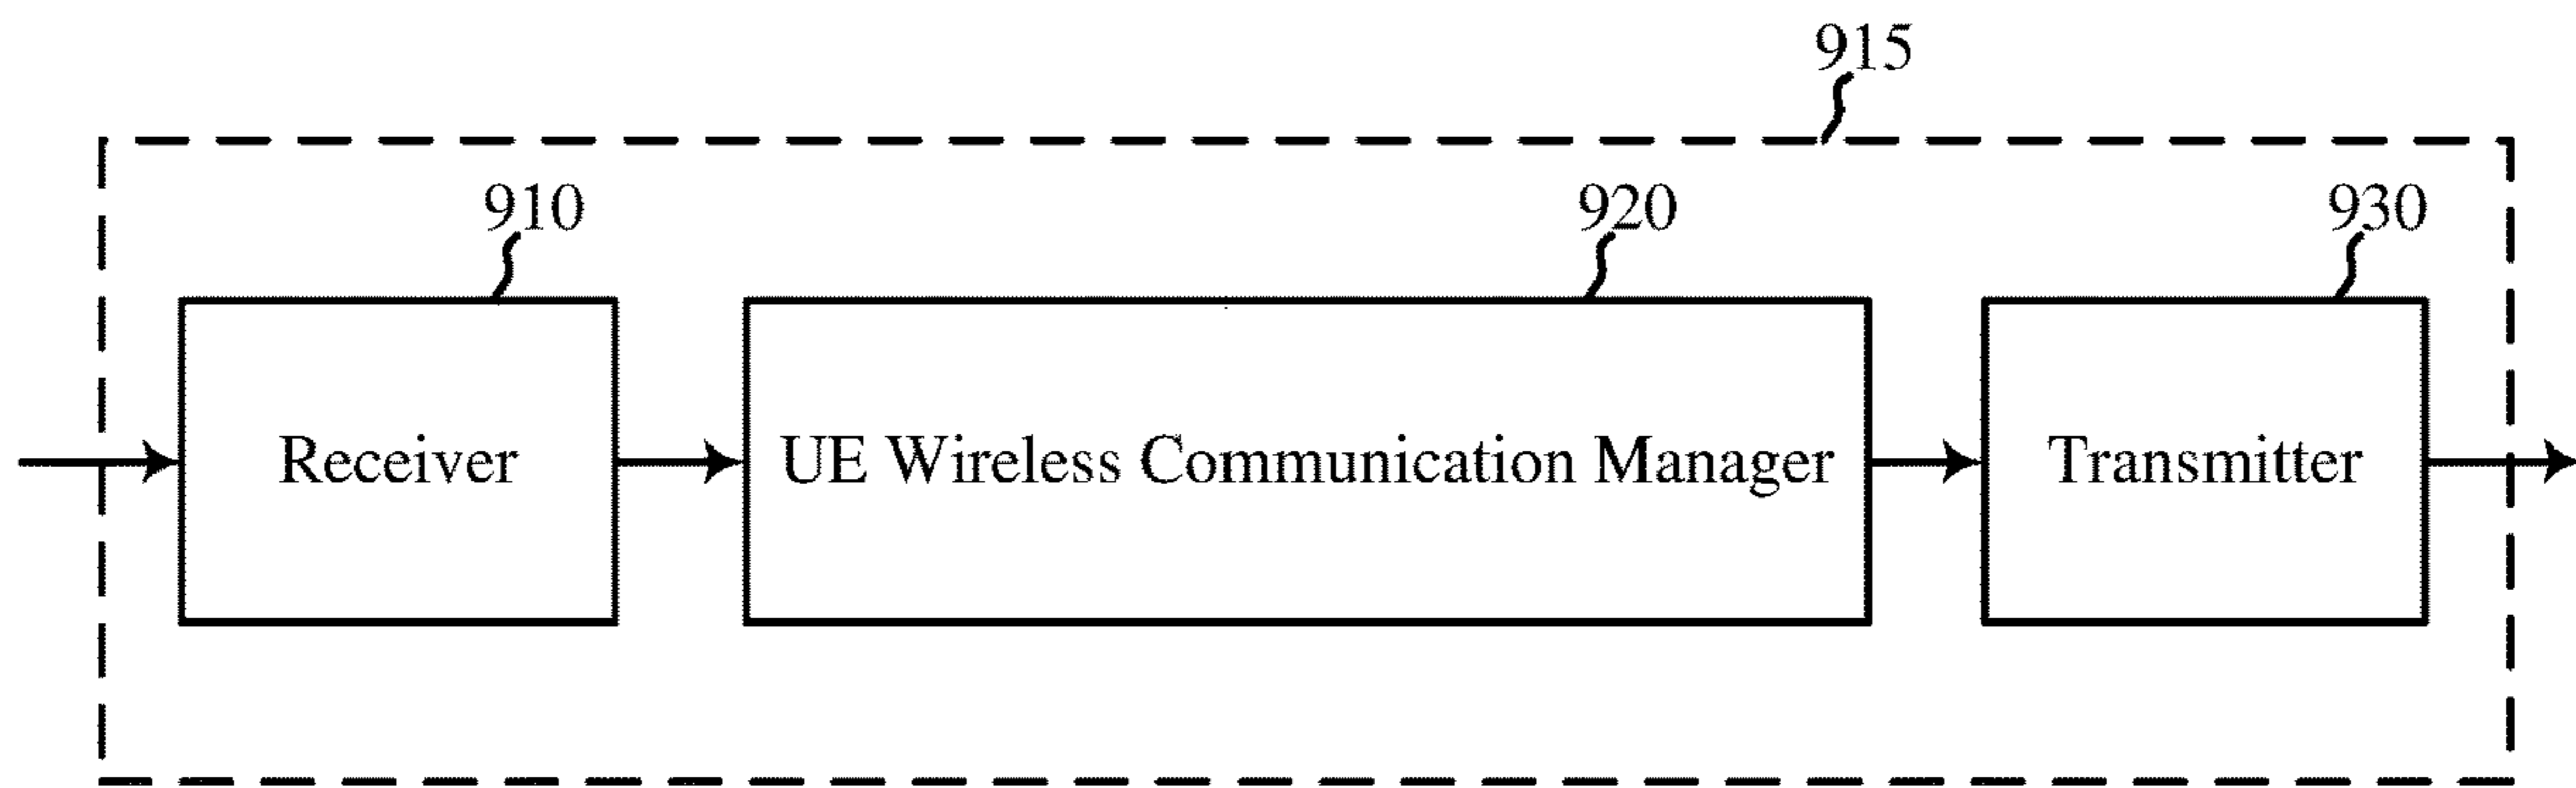 915
910
920
930
Receiver
UE Wireless Communication Manager
Transmitter